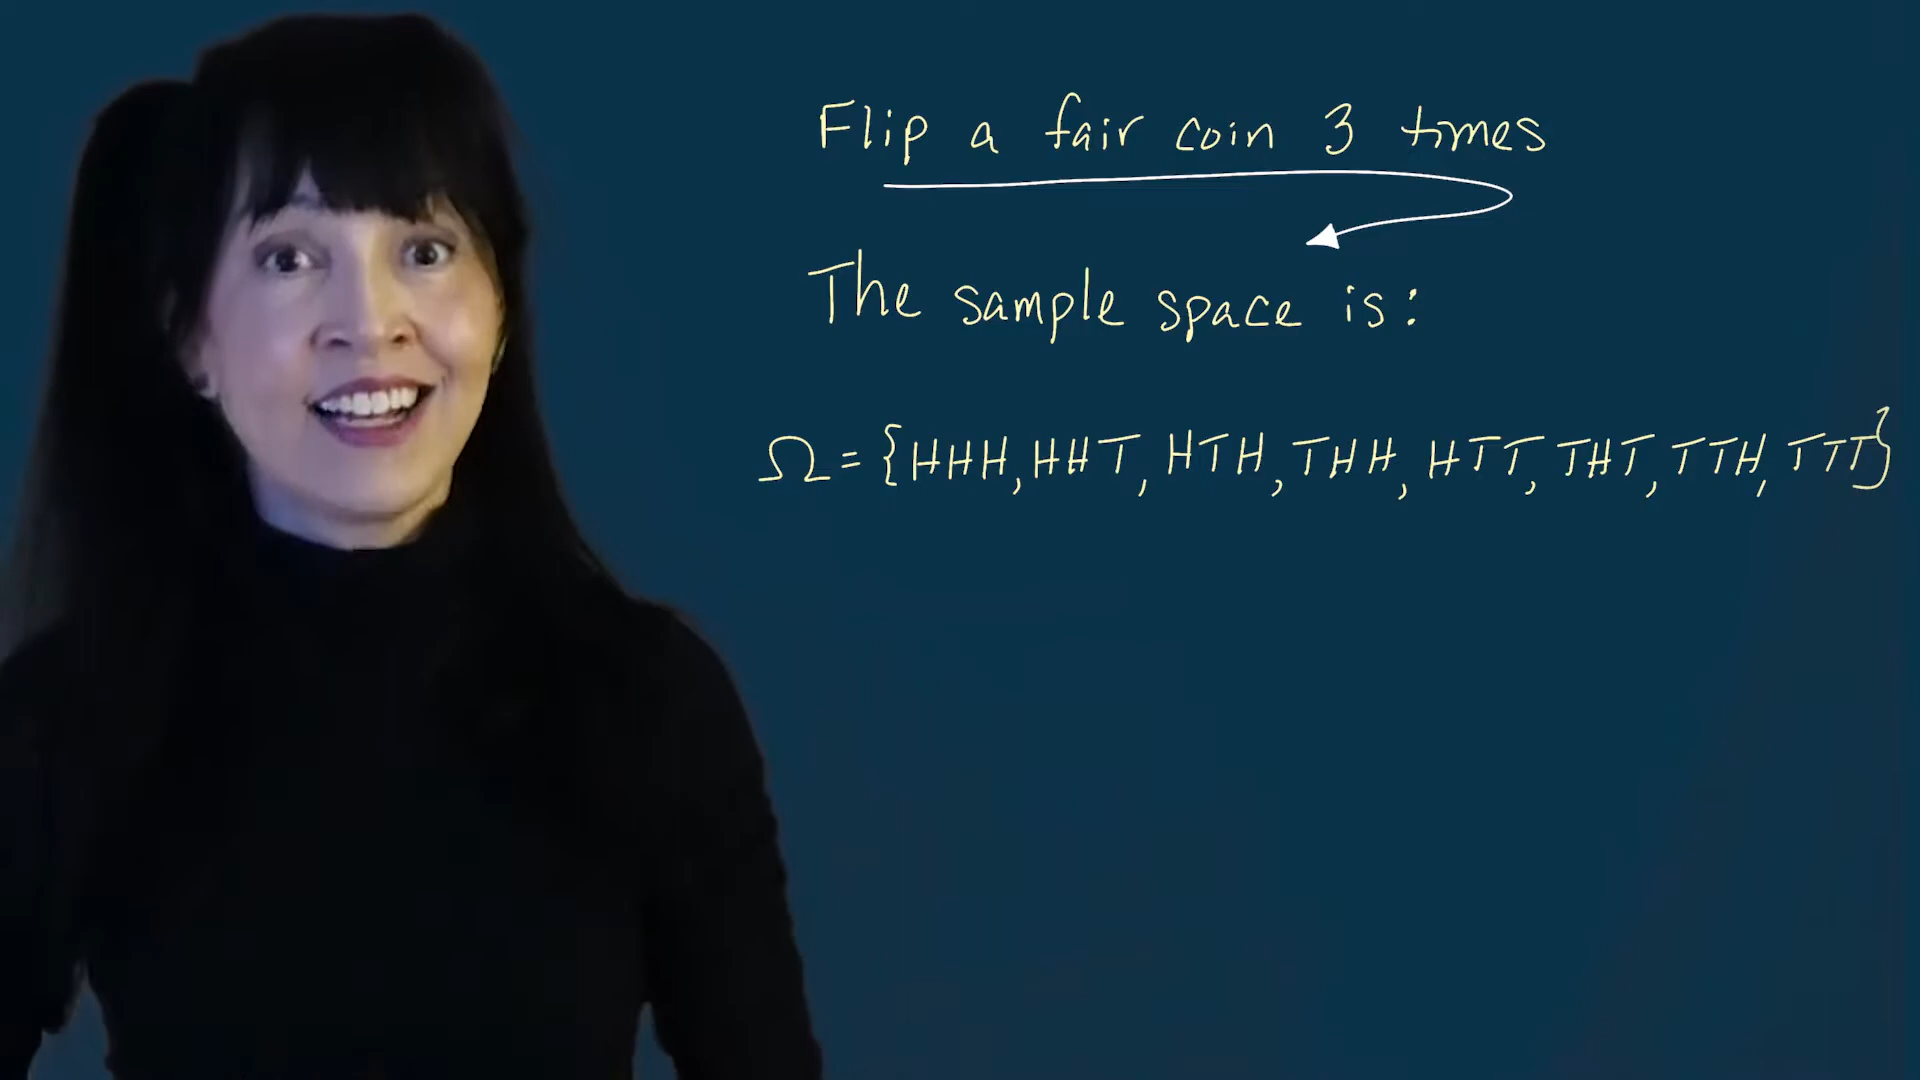 Flip a fair coin 3 times
The sample space is:
Ω = {HHH, HHT, HTH, THH, HTT, THT, TTH, TTT}